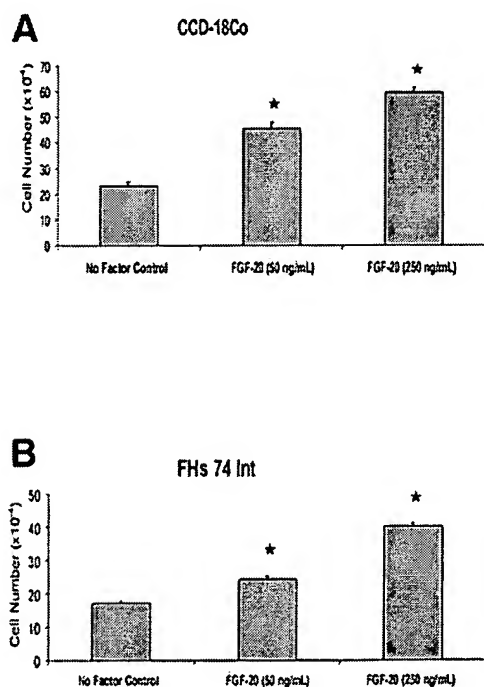 A
CCD-18Co
Cell Number (x10⁻⁴)
70
60
50
40
30
20
10
0
No Factor Control
FGF-20 (50 ng/mL)
FGF-20 (250 ng/mL)
B
FHs 74 Int
Cell Number (x10⁻⁴)
50
40
30
20
10
0
No Factor Control
FGF-20 (50 ng/mL)
FGF-20 (250 ng/mL)